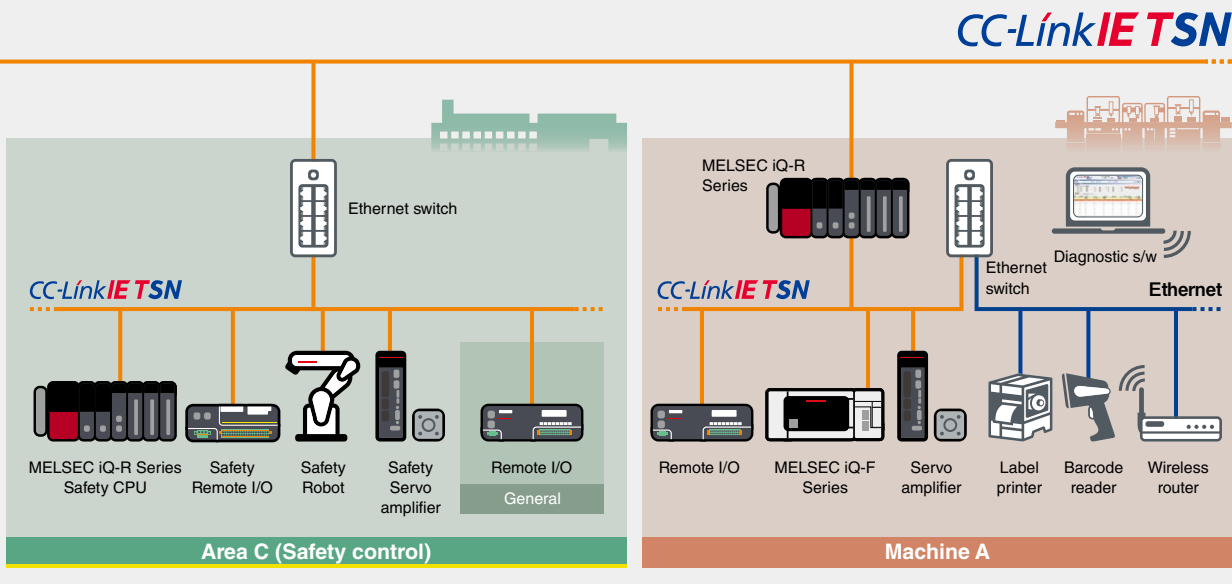 CC-Link IE TSN
Ethernet switch
CC-Link IE TSN
MELSEC iQ-R Series
Safety CPU
Safety
Remote I/O
Safety
Robot
Safety
Servo
amplifier
Remote I/O
General
Area C (Safety control)
MELSEC iQ-R
Series
Diagnostic s/w
Ethernet
switch
CC-Link IE TSN
Ethernet
Remote I/O
MELSEC iQ-F
Series
Servo
amplifier
Label
printer
Barcode
reader
Wireless
router
Machine A